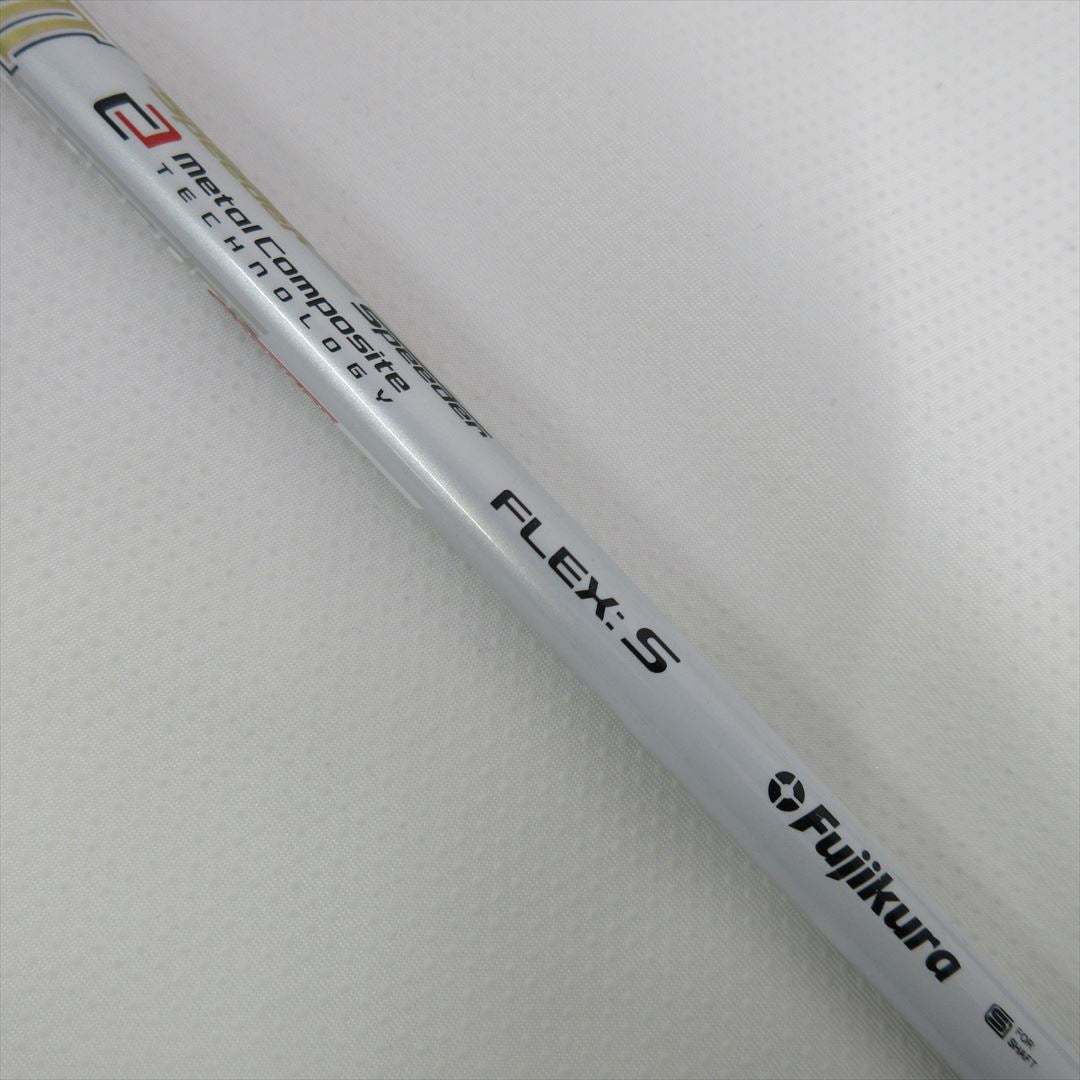 metal Composite
TECHNOLOGY
Speeder
FLEX: S
Fujikura
S FOR
SHAFT